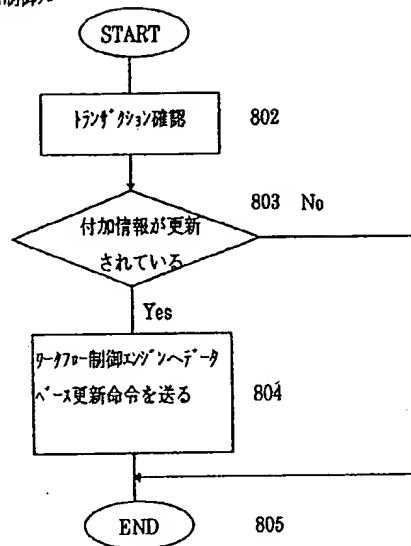 START
ﾄﾗﾝｻﾞｸｼｮﾝ確認
802
803 No
付加情報が更新
されている
Yes
ﾜｰｸﾌﾛｰ制御ｴﾝｼﾞﾝへデータ
ﾍﾞｰｽ更新命令を送る
804
END
805